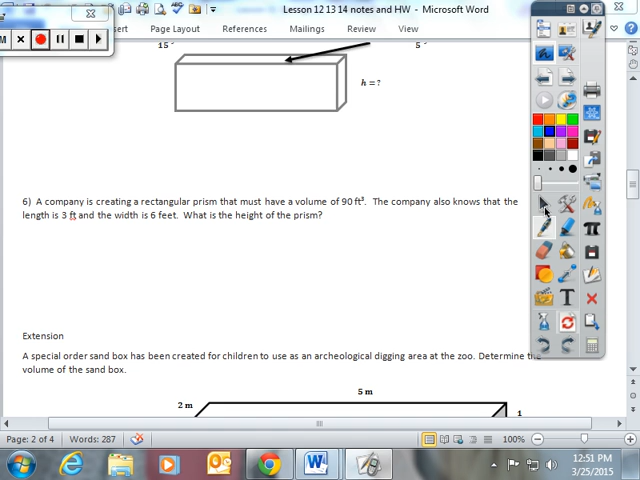 Lesson 12 13 14 notes and HW - Microsoft Word
sert Page Layout References Mailings Review View
M
15
5
h = ?
6) A company is creating a rectangular prism that must have a volume of 90 ft³. The company also knows that the
length is 3 ft and the width is 6 feet. What is the height of the prism?
Extension
A special order sand box has been created for children to use as an archeological digging area at the zoo. Determine the
volume of the sand box.
5 m
2 m
1
Page: 2 of 4 Words: 287 100%
12:51 PM
3/25/2015